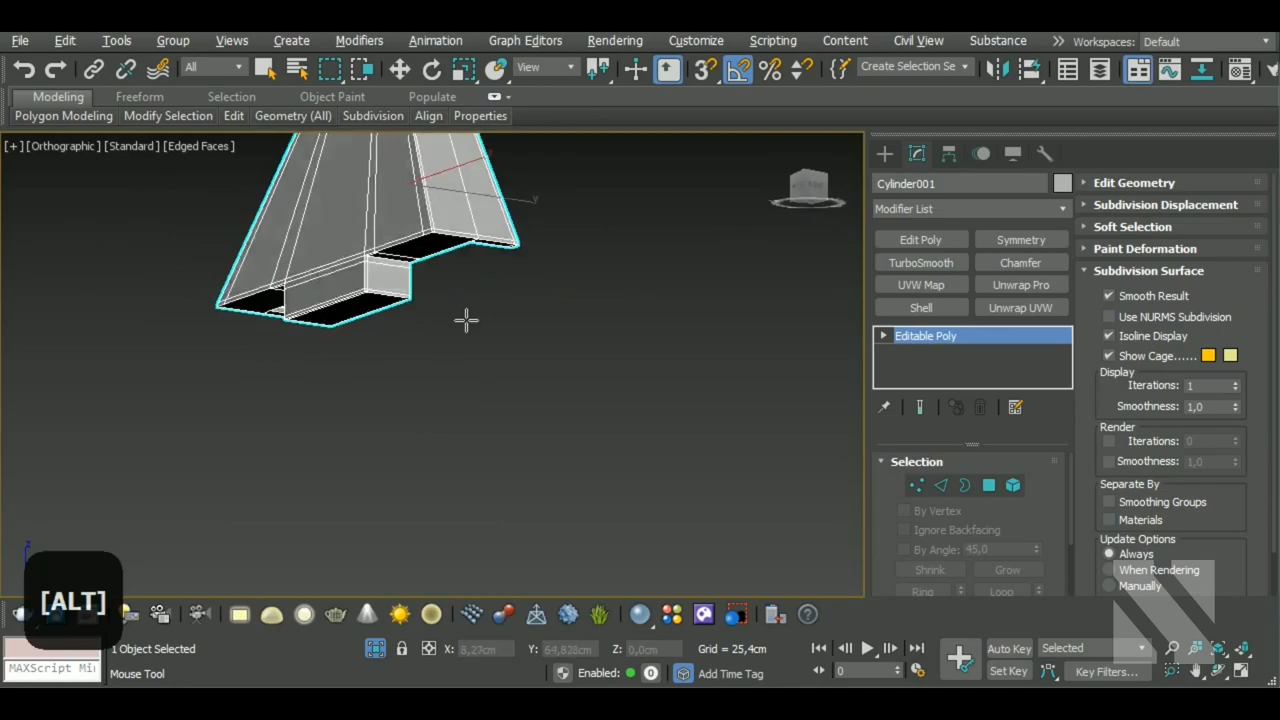 File Edit Tools Group Views Create Modifiers Animation Graph Editors Rendering Customize Scripting Content Civil View Substance Workspaces: Default
All View Create Selection Se
Modeling Freeform Selection Object Paint Populate
Polygon Modeling Modify Selection Edit Geometry (All) Subdivision Align Properties
[+] [Orthographic ] [Standard ] [Edged Faces ]
y
z
Cylinder001
Modifier List
Edit Poly Symmetry
TurboSmooth Chamfer
UVW Map Unwrap Pro
Shell Unwrap UVW
Editable Poly
Selection
By Vertex
Ignore Backfacing
By Angle: 45,0
Shrink Grow
Ring Loop
Edit Geometry
Subdivision Displacement
Soft Selection
Paint Deformation
Subdivision Surface
Smooth Result
Use NURMS Subdivision
Isoline Display
Show Cage......
Display
Iterations: 1
Smoothness: 1,0
Render
Iterations: 0
Smoothness: 1,0
Separate By
Smoothing Groups
Materials
Update Options
Always
When Rendering
Manually
[ALT]
1 Object Selected X: 8,23cm Y: 64,828cm Z: 0,0cm Grid = 25,4cm Auto Key Selected
MAXScript Mi Mouse Tool Enabled: 0 Add Time Tag 0 Set Key Key Filters...